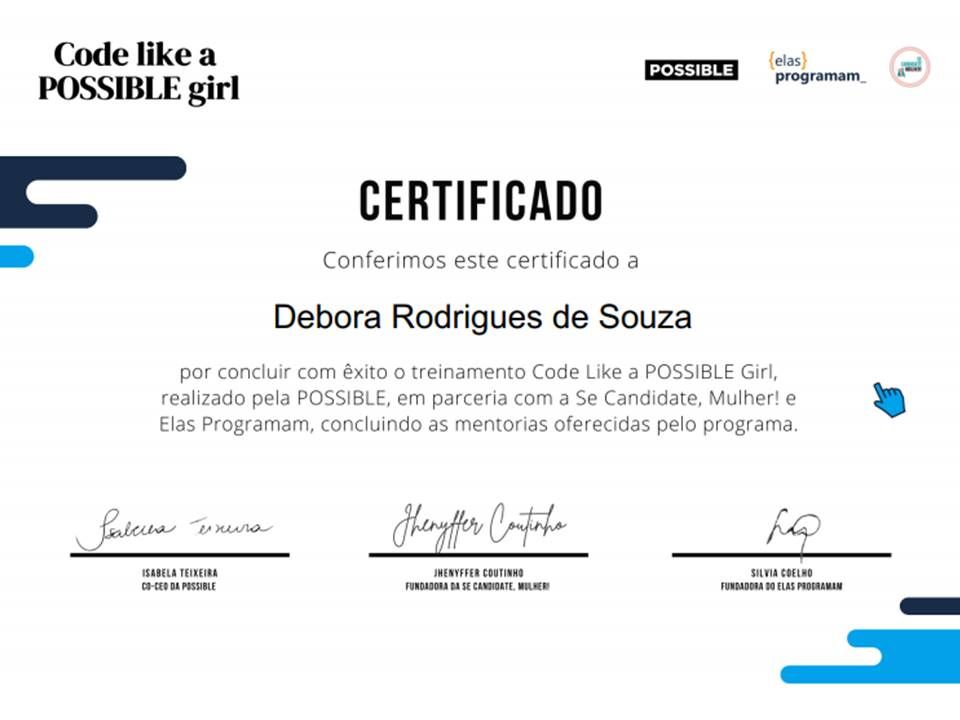 Code like a
POSSIBLE girl
POSSIBLE
{elas}
programam_
CERTIFICADO
Conferimos este certificado a
Debora Rodrigues de Souza
por concluir com êxito o treinamento Code Like a POSSIBLE Girl,
realizado pela POSSIBLE, em parceria com a Se Candidate, Mulher! e
Elas Programam, concluindo as mentorias oferecidas pelo programa.
Isabela Teixeira
Jhenyffer Coutinho
ISABELA TEIXEIRA
CO-CEO DA POSSIBLE
JHENYFFER COUTINHO
FUNDADORA DA SE CANDIDATE, MULHER!
SILVIA COELHO
FUNDADORA DO ELAS PROGRAMAM